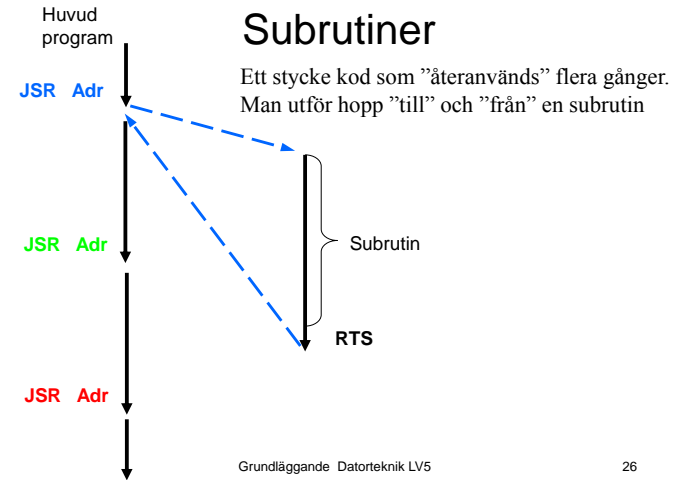 Huvud
program
Subrutiner
Ett stycke kod som ”återanvänds” flera gånger.
Man utför hopp ”till” och ”från” en subrutin
JSR Adr
JSR Adr
Subrutin
RTS
JSR Adr
Grundläggande Datorteknik LV5
26